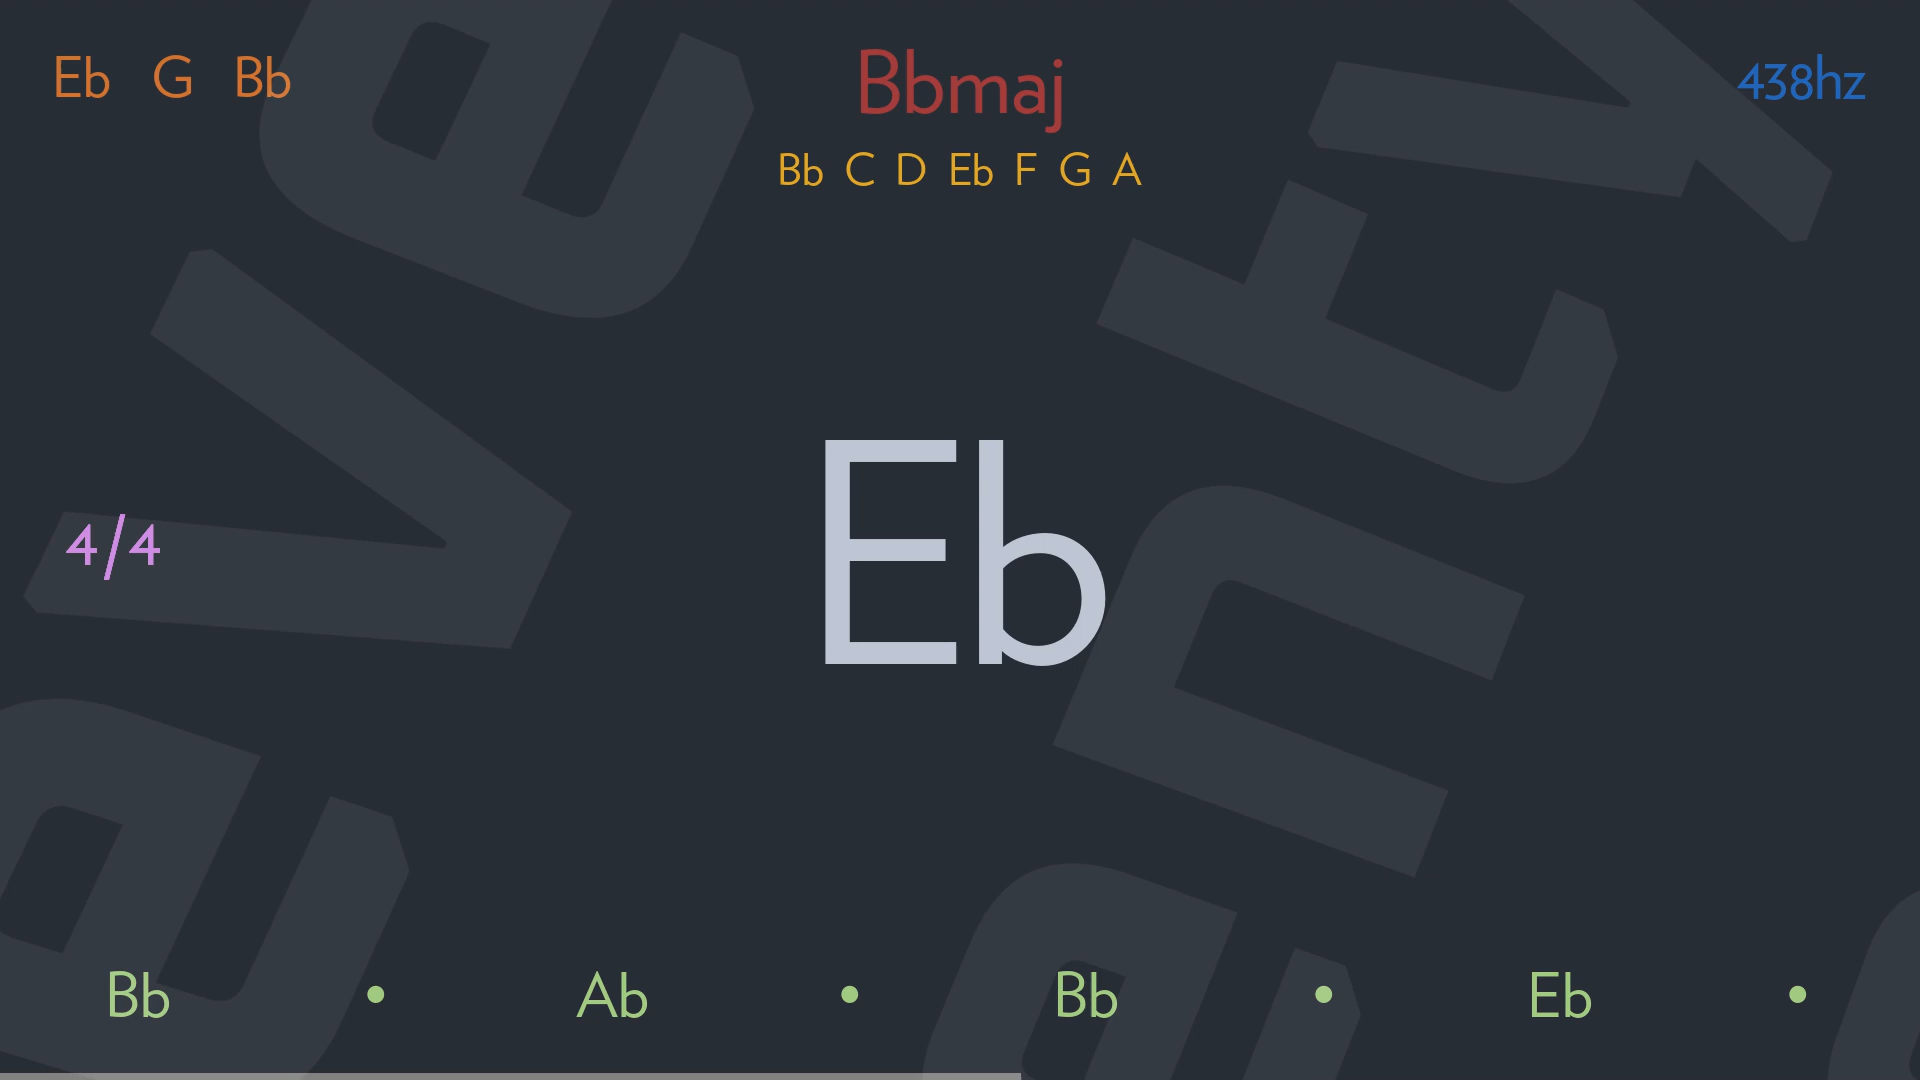 Eb G Bb
Bbmaj
438hz
Bb C D Eb F G A
Eb
4/4
Bb • Ab • Bb • Eb •